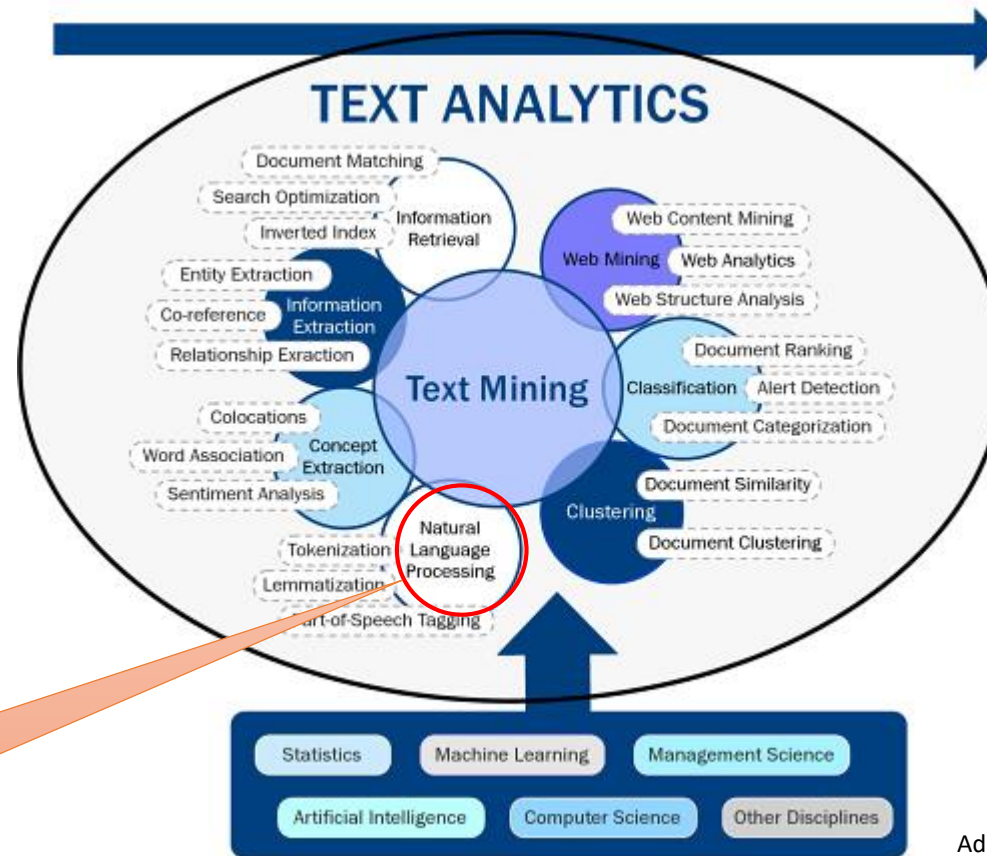 TEXT ANALYTICS
Document Matching
Search Optimization
Inverted Index
Information
Retrieval
Entity Extraction
Co-reference
Relationship Exraction
Information
Extraction
Colocations
Word Association
Sentiment Analysis
Concept
Extraction
Tokenization
Lemmatization
Part-of-Speech Tagging
Natural
Language
Processing
Text Mining
Web Mining
Web Content Mining
Web Analytics
Web Structure Analysis
Classification
Document Ranking
Alert Detection
Document Categorization
Clustering
Document Similarity
Document Clustering
Statistics
Machine Learning
Management Science
Artificial Intelligence
Computer Science
Other Disciplines
Ad